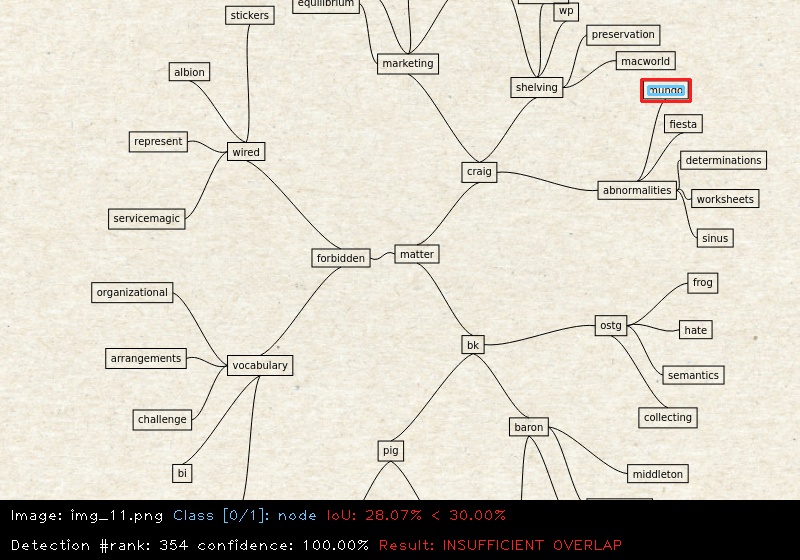 equilibrium
wp
stickers
preservation
marketing
macworld
albion
shelving
mungo
fiesta
represent
wired
determinations
craig
abnormalities
worksheets
servicemagic
sinus
forbidden
matter
organizational
frog
ostg
hate
bk
arrangements
vocabulary
semantics
challenge
collecting
baron
pig
bi
middleton
Image: img_11.png Class [0/1]: node IoU: 28.07% < 30.00%
Detection #rank: 354 confidence: 100.00% Result: INSUFFICIENT OVERLAP